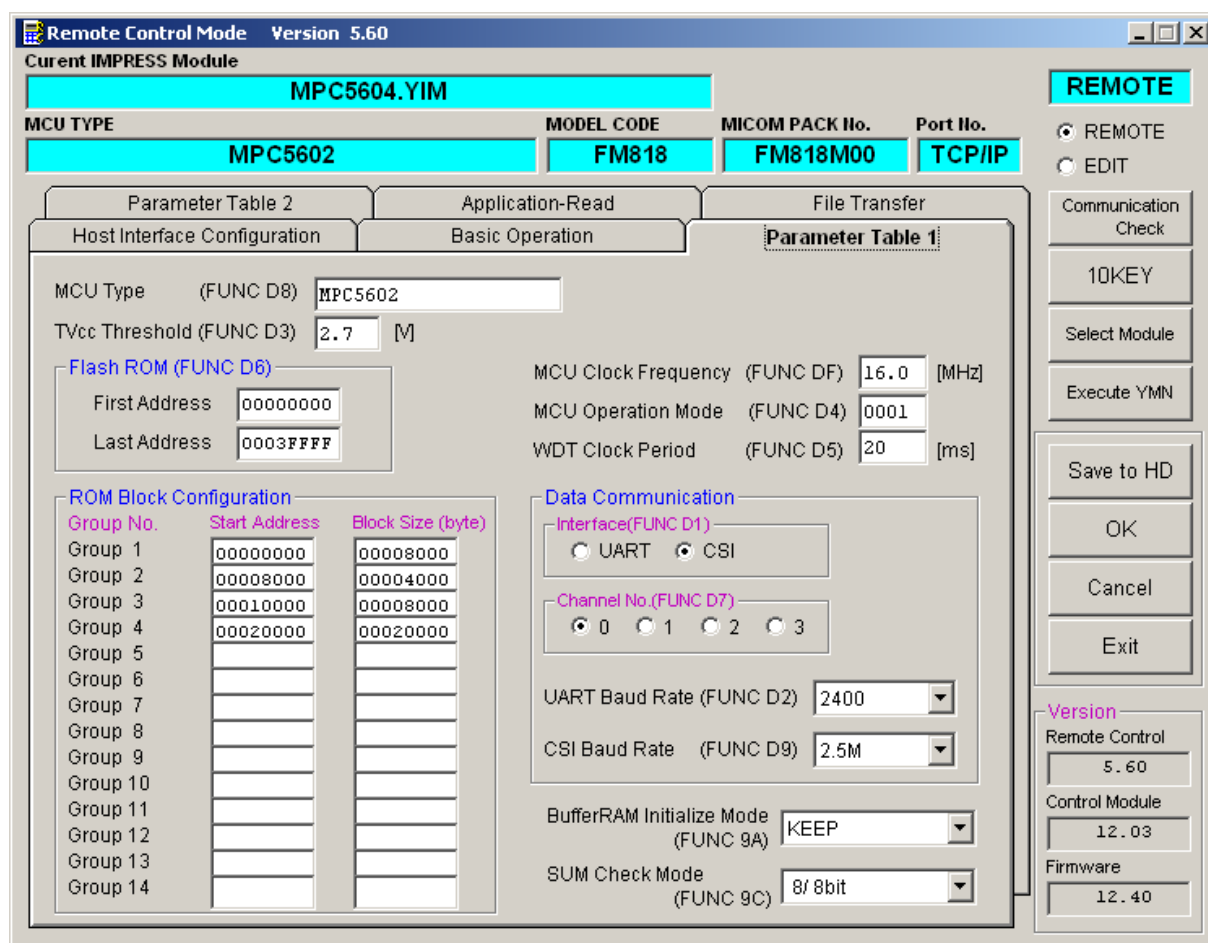 Remote Control Mode Version 5.60
Curent IMPRESS Module
MPC5604.YIM
MCU TYPE MODEL CODE MICOM PACK No. Port No.
MPC5602 FM818 FM818M00 TCP/IP
Parameter Table 2 Application-Read File Transfer
Host Interface Configuration Basic Operation Parameter Table 1
MCU Type (FUNC D8) MPC5602
TVcc Threshold (FUNC D3) 2.7 [V]
Flash ROM (FUNC D6)
First Address 00000000
Last Address 0003FFFF
MCU Clock Frequency (FUNC DF) 16.0 [MHz]
MCU Operation Mode (FUNC D4) 0001
WDT Clock Period (FUNC D5) 20 [ms]
ROM Block Configuration
Group No. Start Address Block Size (byte)
Group 1 00000000 00008000
Group 2 00008000 00004000
Group 3 00010000 00008000
Group 4 00020000 00020000
Group 5
Group 6
Group 7
Group 8
Group 9
Group 10
Group 11
Group 12
Group 13
Group 14
Data Communication
Interface(FUNC D1)
UART CSI
Channel No.(FUNC D7)
0 1 2 3
UART Baud Rate (FUNC D2) 2400
CSI Baud Rate (FUNC D9) 2.5M
BufferRAM Initialize Mode
(FUNC 9A) KEEP
SUM Check Mode
(FUNC 9C) 8/ 8bit
REMOTE
REMOTE
EDIT
Communication
Check
10KEY
Select Module
Execute YMN
Save to HD
OK
Cancel
Exit
Version
Remote Control
5.60
Control Module
12.03
Firmware
12.40